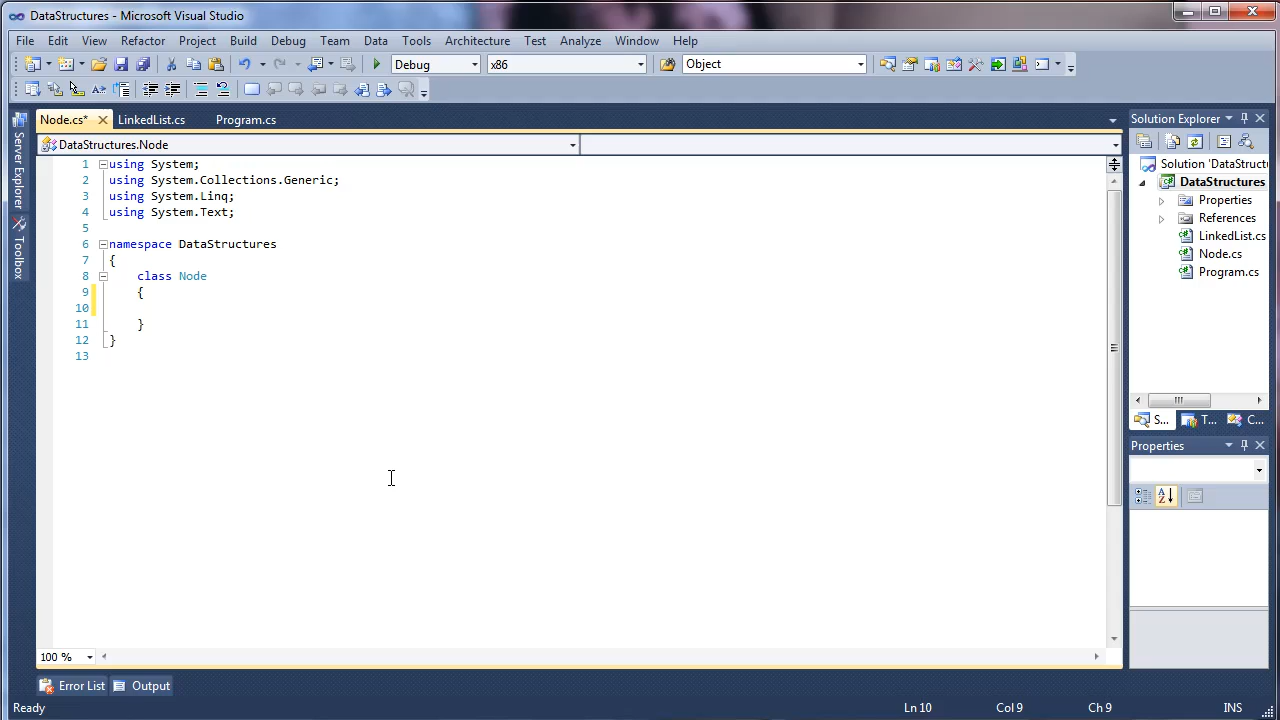 DataStructures - Microsoft Visual Studio
File Edit View Refactor Project Build Debug Team Data Tools Architecture Test Analyze Window Help
Debug x86 Object
Node.cs* LinkedList.cs Program.cs
DataStructures.Node
Server Explorer
Toolbox
1 using System;
2 using System.Collections.Generic;
3 using System.Linq;
4 using System.Text;
5
6 namespace DataStructures
7 {
8 class Node
9 {
10
11 }
12 }
13
100 %
Solution Explorer
Solution 'DataStruct
DataStructures
Properties
References
LinkedList.cs
Node.cs
Program.cs
S... T... C...
Properties
Error List Output
Ready Ln 10 Col 9 Ch 9 INS